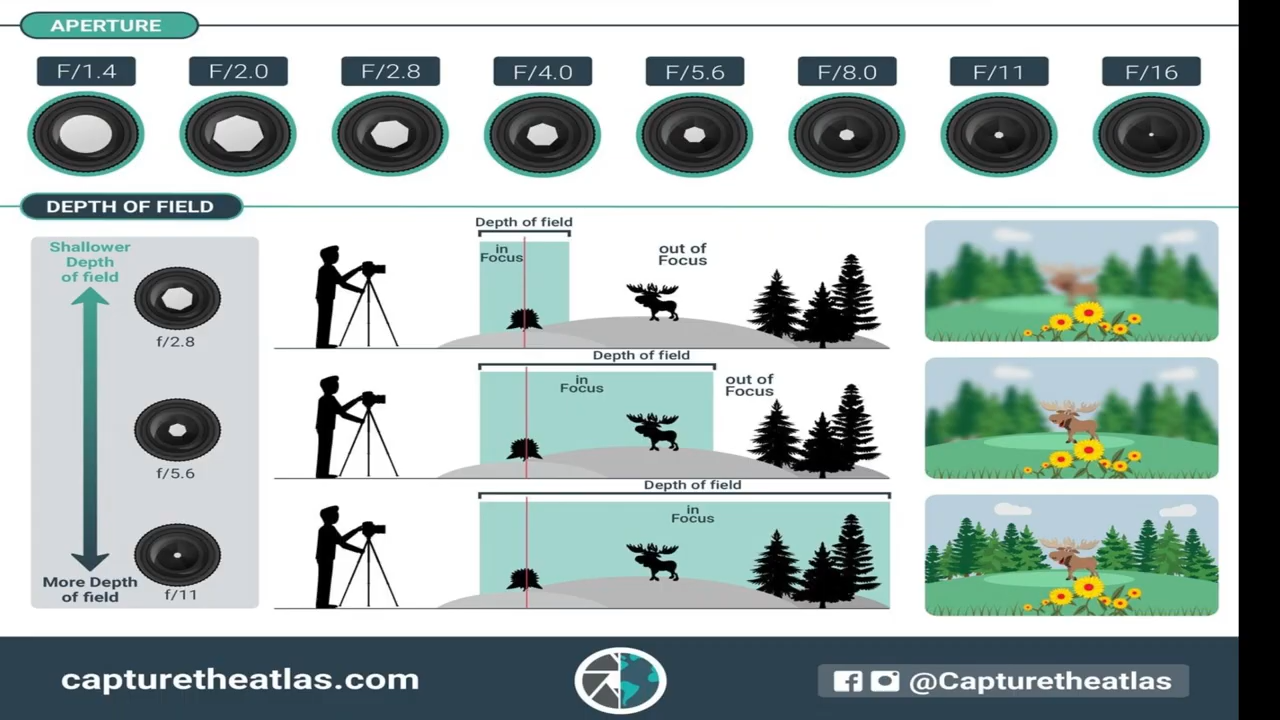 APERTURE
F/1.4
F/2.0
F/2.8
F/4.0
F/5.6
F/8.0
F/11
F/16
DEPTH OF FIELD
Shallower
Depth
of field
f/2.8
f/5.6
More Depth
of field
f/11
Depth of field
in
Focus
out of
Focus
Depth of field
in
Focus
out of
Focus
Depth of field
in
Focus
capturetheatlas.com
@Capturetheatlas